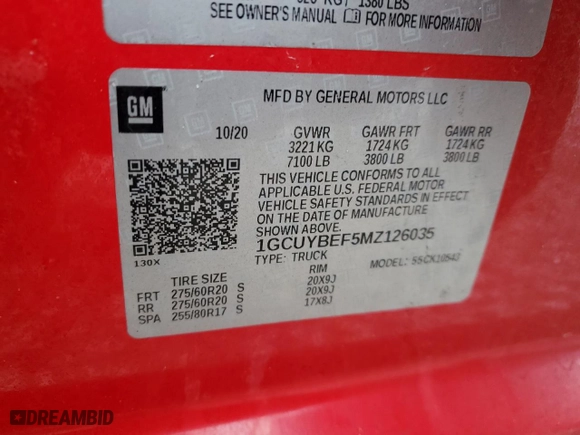 1380 LBS
SEE OWNER'S MANUAL FOR MORE INFORMATION
GM
MFD BY GENERAL MOTORS LLC
10/20 GVWR GAWR FRT GAWR RR
3221 KG 1724 KG 1724 KG
7100 LB 3800 LB 3800 LB
THIS VEHICLE CONFORMS TO ALL
APPLICABLE U.S. FEDERAL MOTOR
VEHICLE SAFETY STANDARDS IN EFFECT
ON THE DATE OF MANUFACTURE
SHOWN ABOVE.
130X
1GCUYBEF5MZ126035
TYPE: TRUCK MODEL:
TIRE SIZE RIM
FRT 275/60R20 S 20X9J
RR 275/60R20 S 20X9J
SPA 255/80R17 S 17X8J
DREAMBID